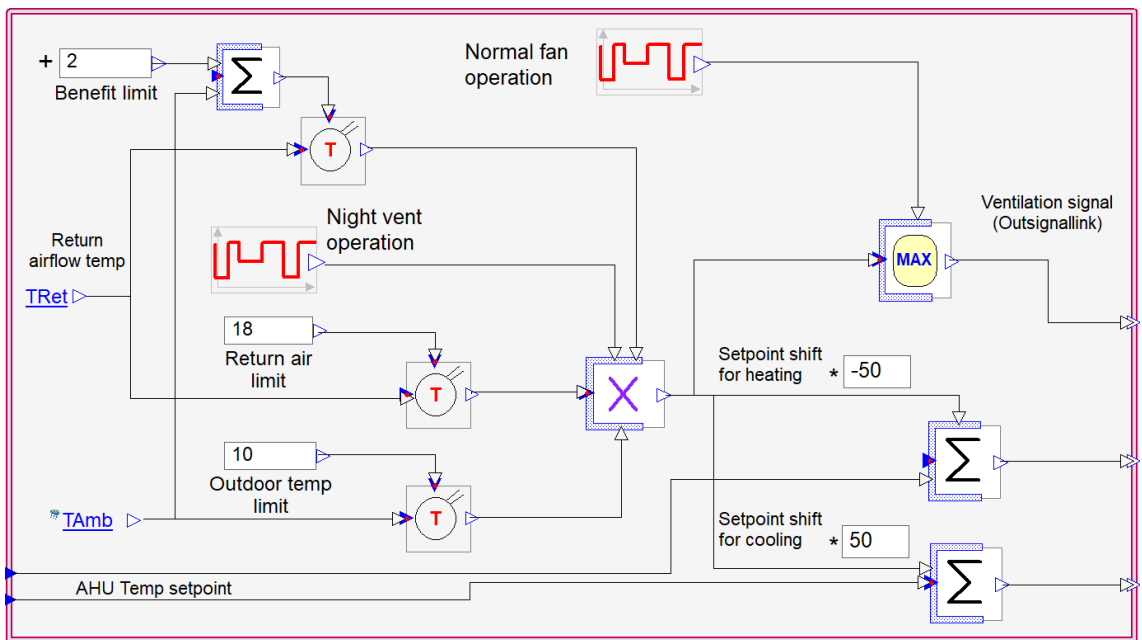 + 2
Benefit limit
Σ
Normal fan
operation
T
Night vent
operation
Return
airflow temp
TRet
Ventilation signal
(Outsignallink)
MAX
18
Return air
limit
T
X
Setpoint shift
for heating * -50
Σ
10
Outdoor temp
limit
TAmb
T
Setpoint shift
for cooling * 50
Σ
AHU Temp setpoint